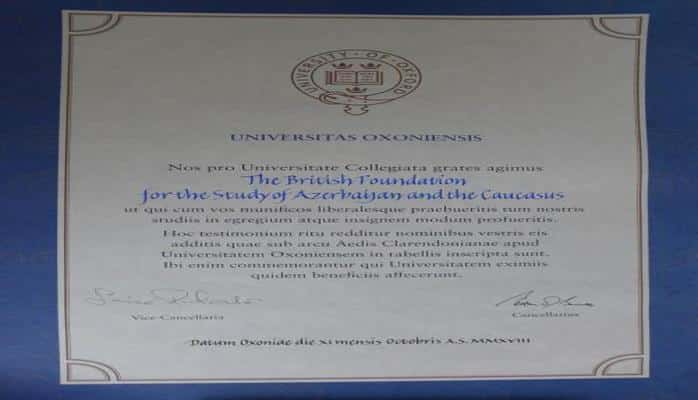 UNIVERSITY OF OXFORD
UNIVERSITAS OXONIENSIS
Nos pro Universitate Collegiata grates agimus
The British Foundation
for the Study of Azerbaijan and the Caucasus
ut qui cum vos munificos liberalesque praebueritis tum nostris
studiis in egregium atque insignem modum profueritis.
Hoc testimonium ritu redditur nominibus vestris eis
additis quae sub arcu Aedis Clarendonianae apud
Universitatem Oxoniensem in tabellis inscripta sunt.
Ibi enim commemorantur qui Universitatem eximiis
quidem beneficiis affecerunt.
Vice-Cancellaria
Cancellarius
Datum Oxoniae die XI mensis Octobris A.S. MMXVIII